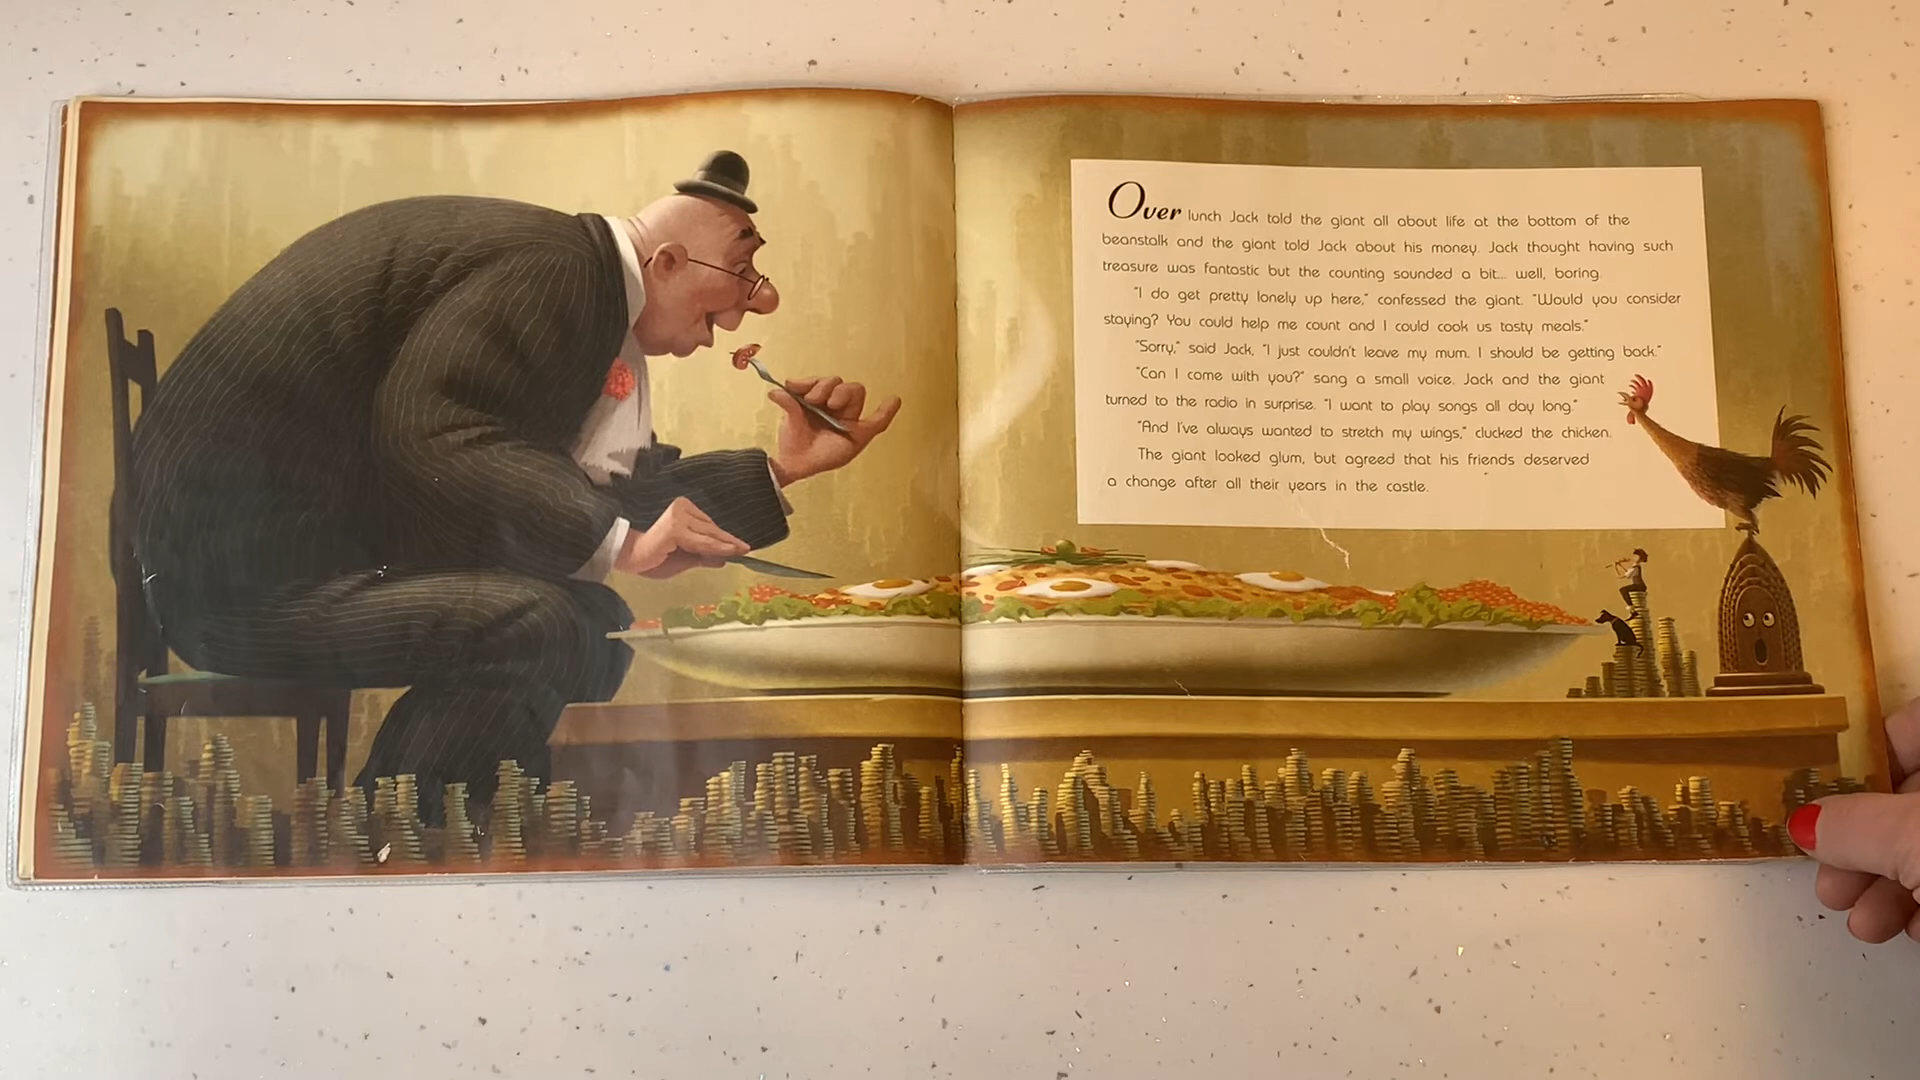 Over lunch Jack told the giant all about life at the bottom of the
beanstalk and the giant told Jack about his money. Jack thought having such
treasure was fantastic but the counting sounded a bit... well, boring.
"I do get pretty lonely up here," confessed the giant. "Would you consider
staying? You could help me count and I could cook us tasty meals."
"Sorry," said Jack, "I just couldn't leave my mum. I should be getting back."
"Can I come with you?" sang a small voice. Jack and the giant
turned to the radio in surprise. "I want to play songs all day long."
"And I've always wanted to stretch my wings," clucked the chicken.
The giant looked glum, but agreed that his friends deserved
a change after all their years in the castle.